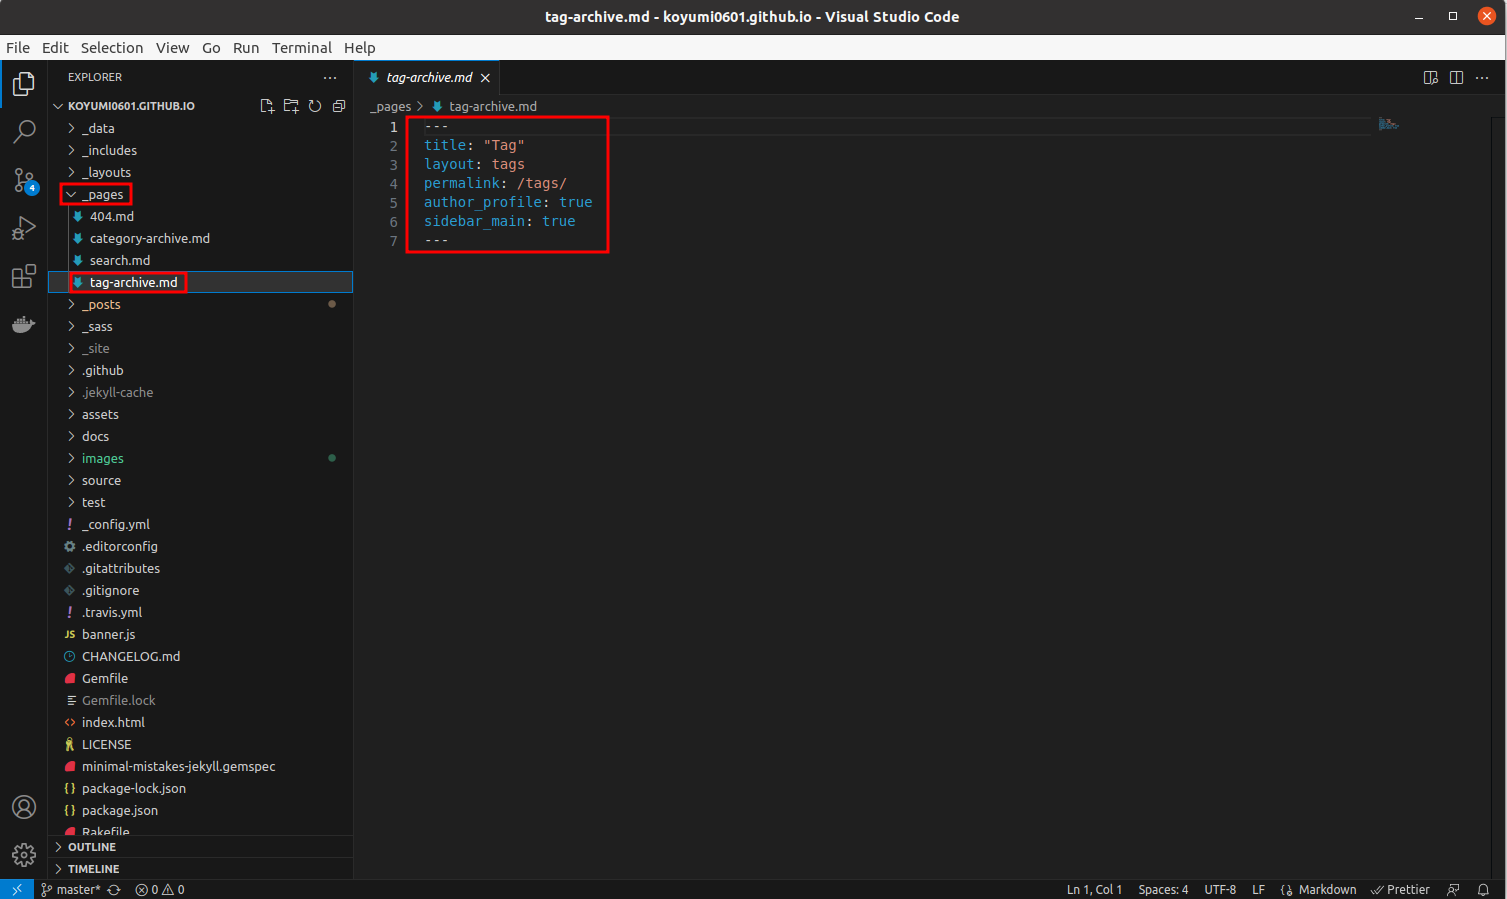 tag-archive.md - koyumi0601.github.io - Visual Studio Code
File Edit Selection View Go Run Terminal Help
EXPLORER
KOYUMI0601.GITHUB.IO
_data
_includes
_layouts
_pages
404.md
category-archive.md
search.md
tag-archive.md
_posts
_sass
_site
.github
.jekyll-cache
assets
docs
images
source
test
! _config.yml
.editorconfig
.gitattributes
.gitignore
! .travis.yml
JS banner.js
CHANGELOG.md
Gemfile
Gemfile.lock
<> index.html
LICENSE
minimal-mistakes-jekyll.gemspec
{} package-lock.json
{} package.json
Rakefile
OUTLINE
TIMELINE
4
tag-archive.md
_pages > tag-archive.md
1 ---
2 title: "Tag"
3 layout: tags
4 permalink: /tags/
5 author_profile: true
6 sidebar_main: true
7 ---
master* 0 0 Ln 1, Col 1 Spaces: 4 UTF-8 LF Markdown Prettier